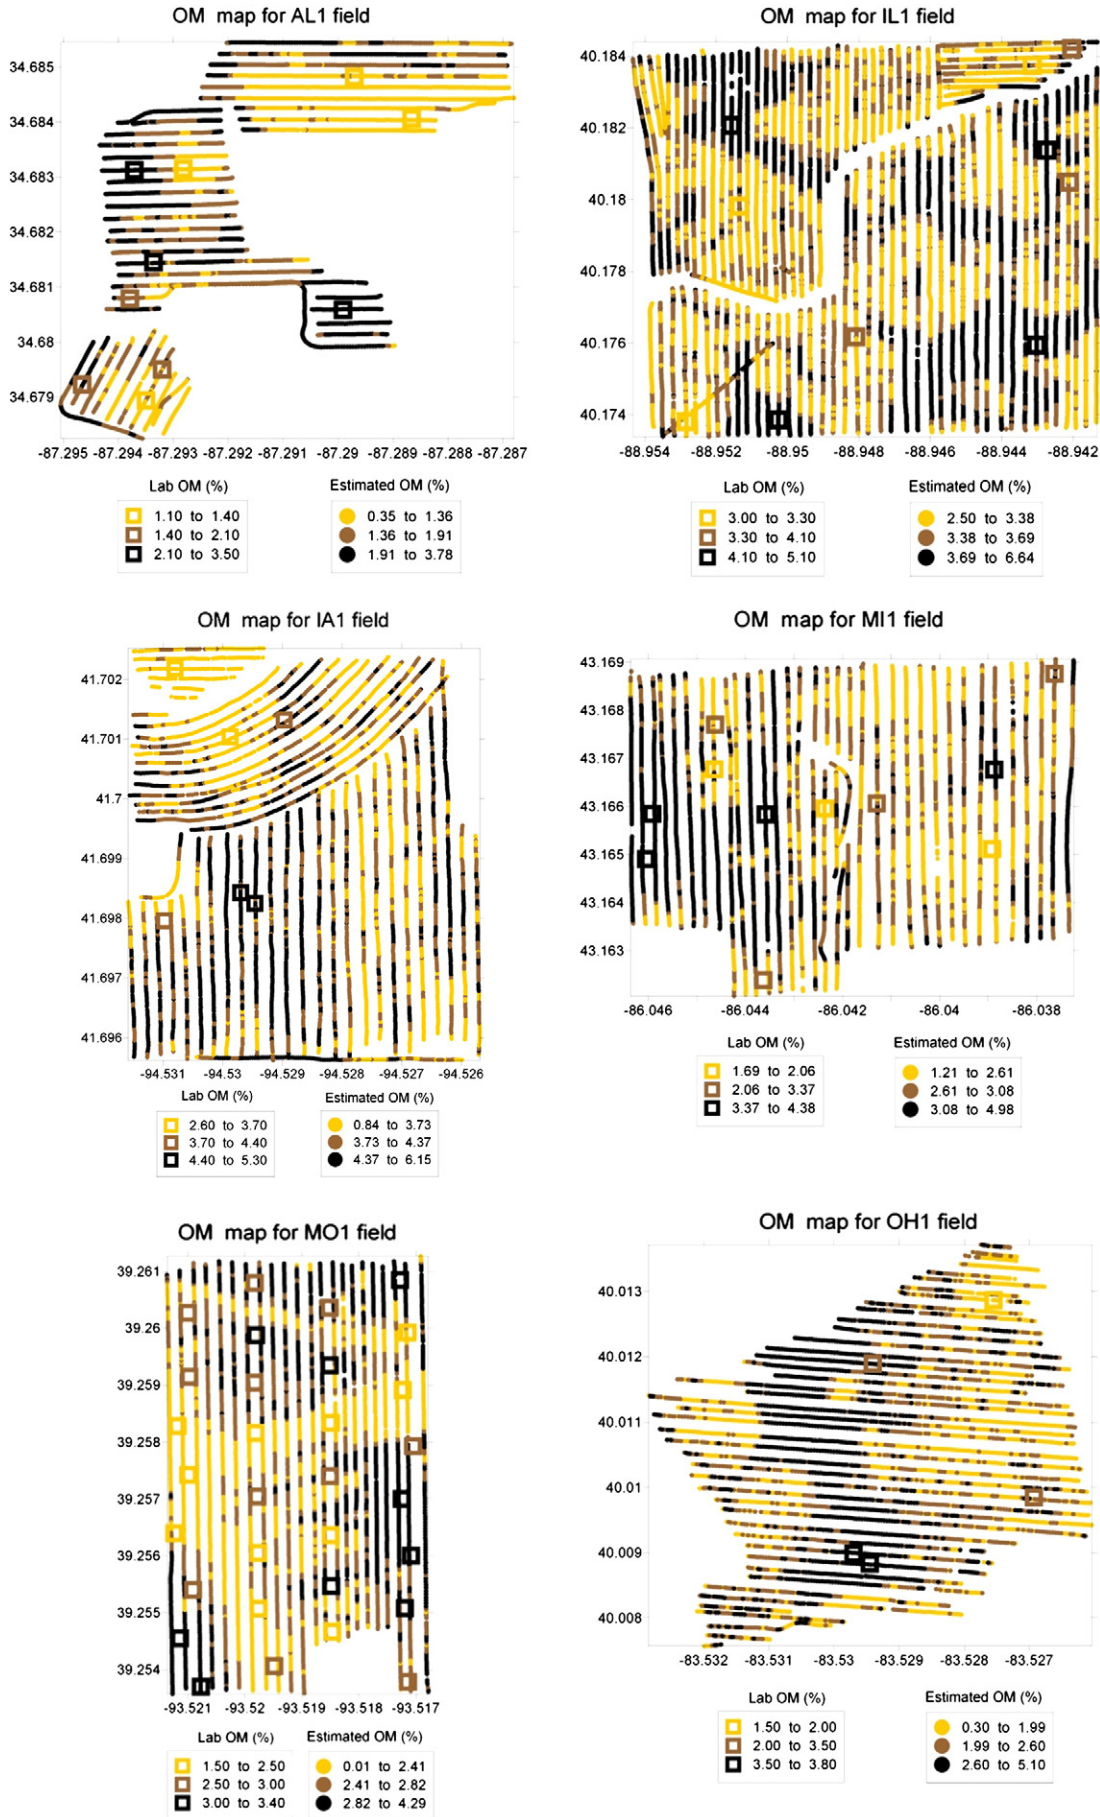 OM map for AL1 field
34.685
34.684
34.683
34.682
34.681
34.68
34.679
-87.295 -87.294 -87.293 -87.292 -87.291 -87.29 -87.289 -87.288 -87.287
Lab OM (%) Estimated OM (%)
1.10 to 1.40 0.35 to 1.36
1.40 to 2.10 1.36 to 1.91
2.10 to 3.50 1.91 to 3.78
OM map for IL1 field
40.184
40.182
40.18
40.178
40.176
40.174
-88.954 -88.952 -88.95 -88.948 -88.946 -88.944 -88.942
Lab OM (%) Estimated OM (%)
3.00 to 3.30 2.50 to 3.38
3.30 to 4.10 3.38 to 3.69
4.10 to 5.10 3.69 to 6.64
OM map for IA1 field
41.702
41.701
41.7
41.699
41.698
41.697
41.696
-94.531 -94.53 -94.529 -94.528 -94.527 -94.526
Lab OM (%) Estimated OM (%)
2.60 to 3.70 0.84 to 3.73
3.70 to 4.40 3.73 to 4.37
4.40 to 5.30 4.37 to 6.15
OM map for MI1 field
43.169
43.168
43.167
43.166
43.165
43.164
43.163
-86.046 -86.044 -86.042 -86.04 -86.038
Lab OM (%) Estimated OM (%)
1.69 to 2.06 1.21 to 2.61
2.06 to 3.37 2.61 to 3.08
3.37 to 4.38 3.08 to 4.98
OM map for MO1 field
39.261
39.26
39.259
39.258
39.257
39.256
39.255
39.254
-93.521 -93.52 -93.519 -93.518 -93.517
Lab OM (%) Estimated OM (%)
1.50 to 2.50 0.01 to 2.41
2.50 to 3.00 2.41 to 2.82
3.00 to 3.40 2.82 to 4.29
OM map for OH1 field
40.013
40.012
40.011
40.01
40.009
40.008
-83.532 -83.531 -83.53 -83.529 -83.528 -83.527
Lab OM (%) Estimated OM (%)
1.50 to 2.00 0.30 to 1.99
2.00 to 3.50 1.99 to 2.60
3.50 to 3.80 2.60 to 5.10